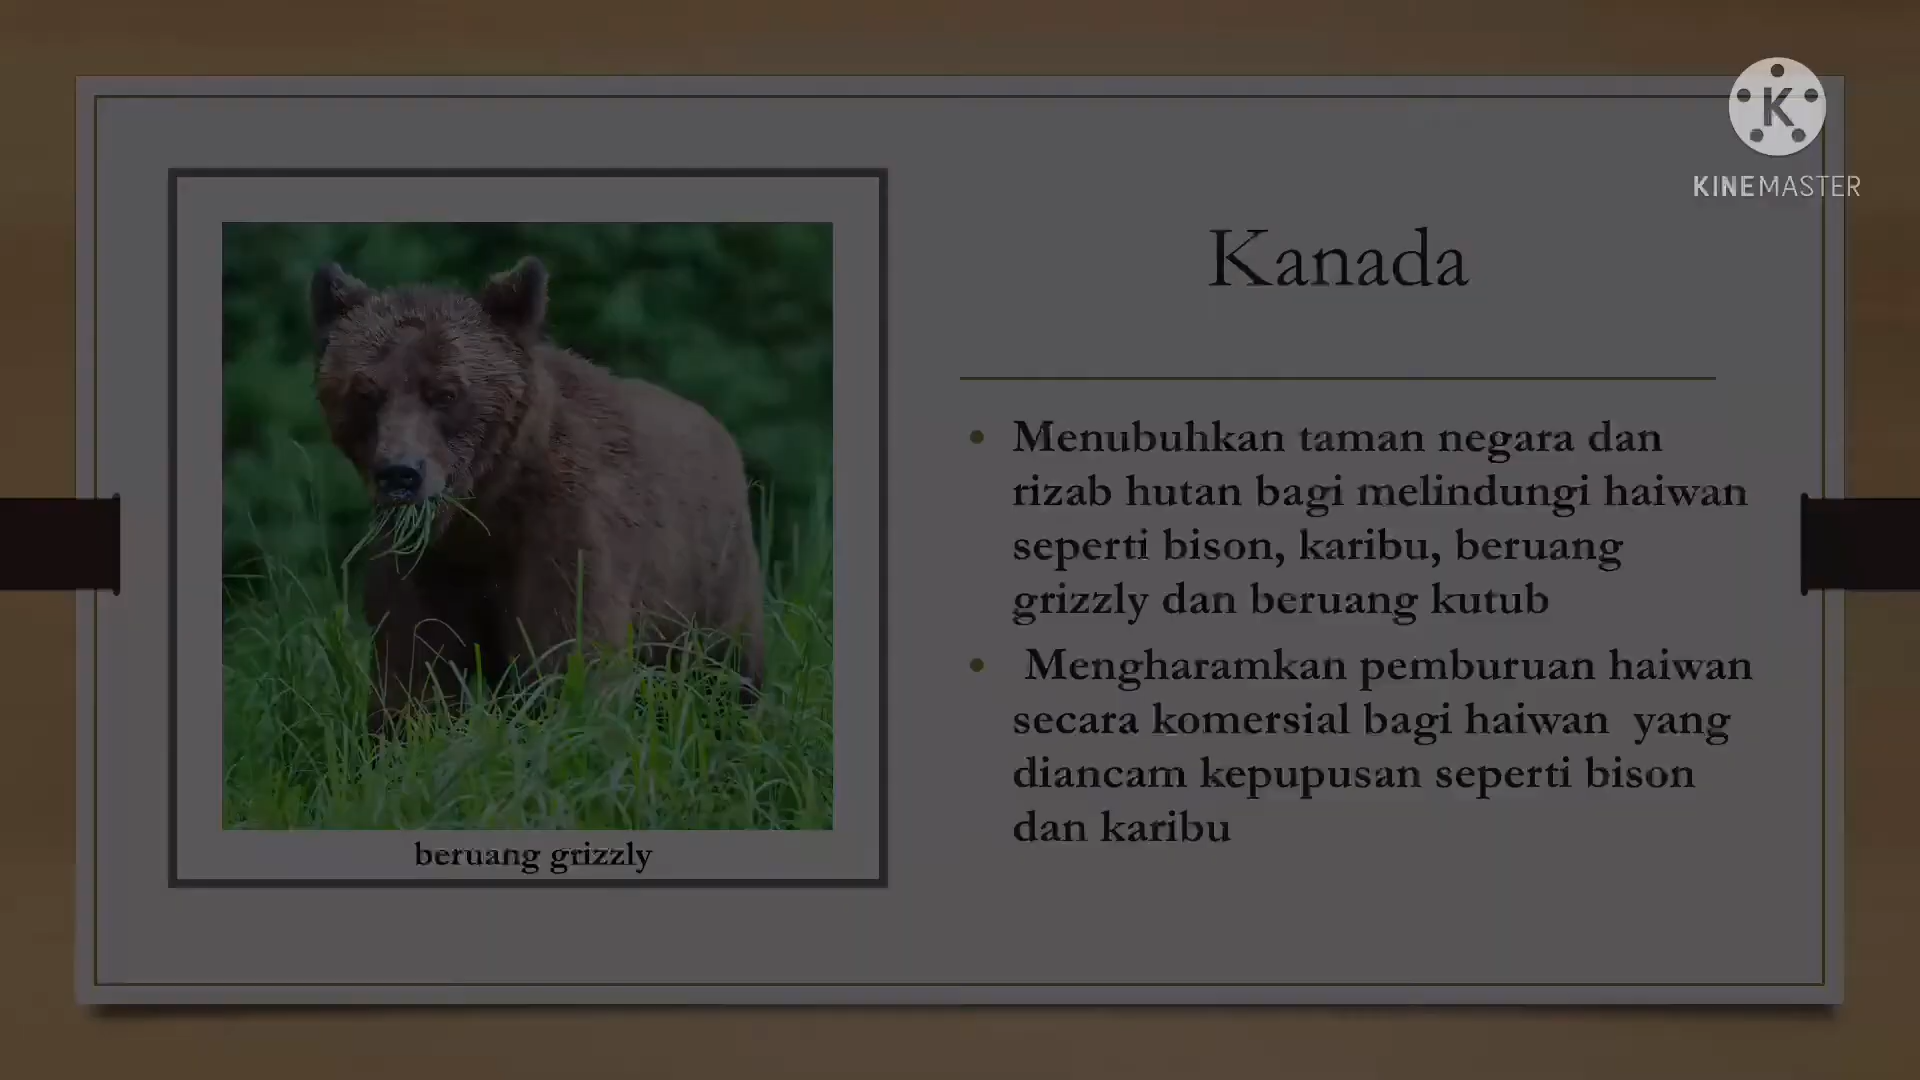 K
KINEMASTER
Kanada
• Menubuhkan taman negara dan
rizab hutan bagi melindungi haiwan
seperti bison, karibu, beruang
grizzly dan beruang kutub
• Mengharamkan pemburuan haiwan
secara komersial bagi haiwan yang
diancam kepupusan seperti bison
dan karibu
beruang grizzly